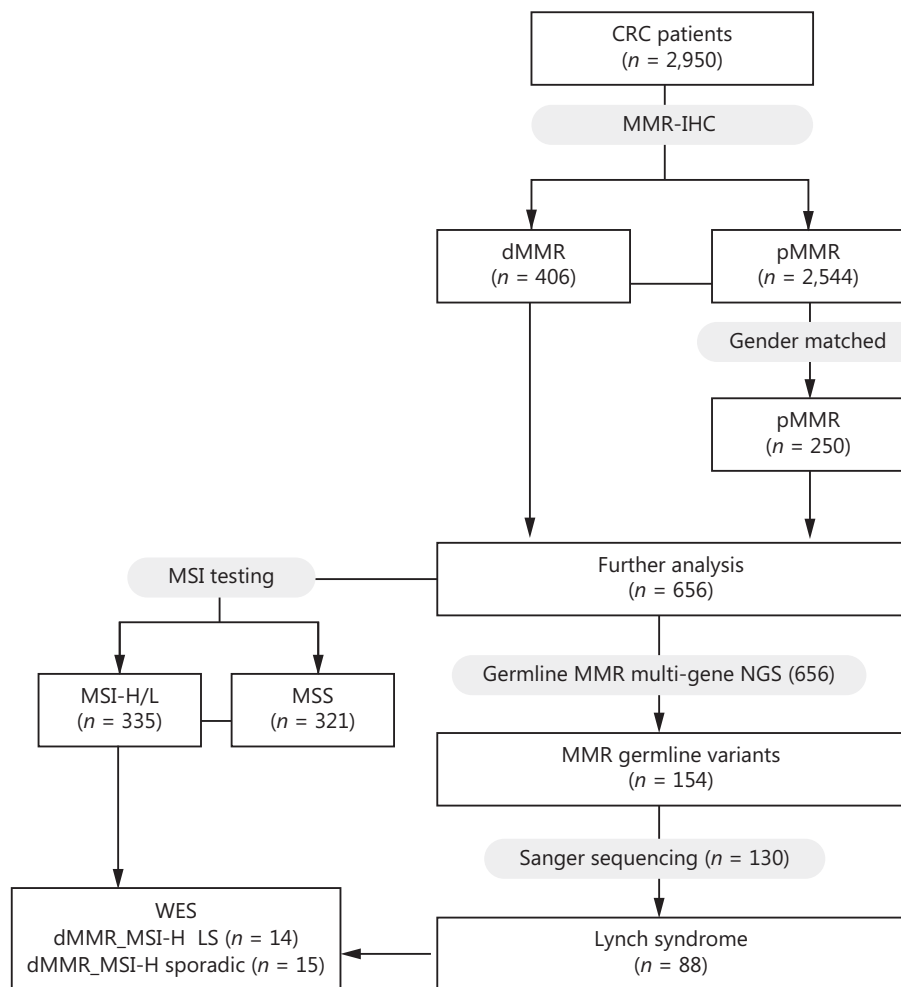 CRC patients
(n = 2,950)
MMR-IHC
dMMR
(n = 406)
pMMR
(n = 2,544)
Gender matched
pMMR
(n = 250)
Further analysis
(n = 656)
MSI testing
MSI-H/L
(n = 335)
MSS
(n = 321)
Germline MMR multi-gene NGS (656)
MMR germline variants
(n = 154)
Sanger sequencing (n = 130)
Lynch syndrome
(n = 88)
WES
dMMR_MSI-H LS (n = 14)
dMMR_MSI-H sporadic (n = 15)